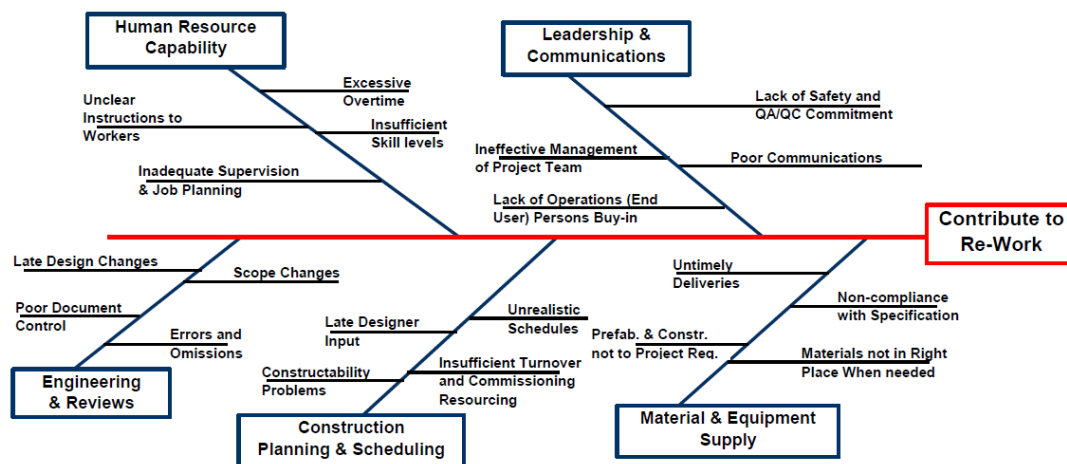 Human Resource
Capability
Leadership &
Communications
Excessive
Overtime
Unclear
Instructions to
Workers
Insufficient
Skill levels
Inadequate Supervision
& Job Planning
Lack of Safety and
QA/QC Commitment
Ineffective Management
of Project Team
Poor Communications
Lack of Operations (End
User) Persons Buy-in
Contribute to
Re-Work
Late Design Changes
Scope Changes
Poor Document
Control
Errors and
Omissions
Engineering
& Reviews
Unrealistic
Schedules
Late Designer
Input
Insufficient Turnover
and Commissioning
Resourcing
Constructability
Problems
Construction
Planning & Scheduling
Untimely
Deliveries
Non-compliance
with Specification
Prefab. & Constr.
not to Project Req.
Materials not in Right
Place When needed
Material & Equipment
Supply